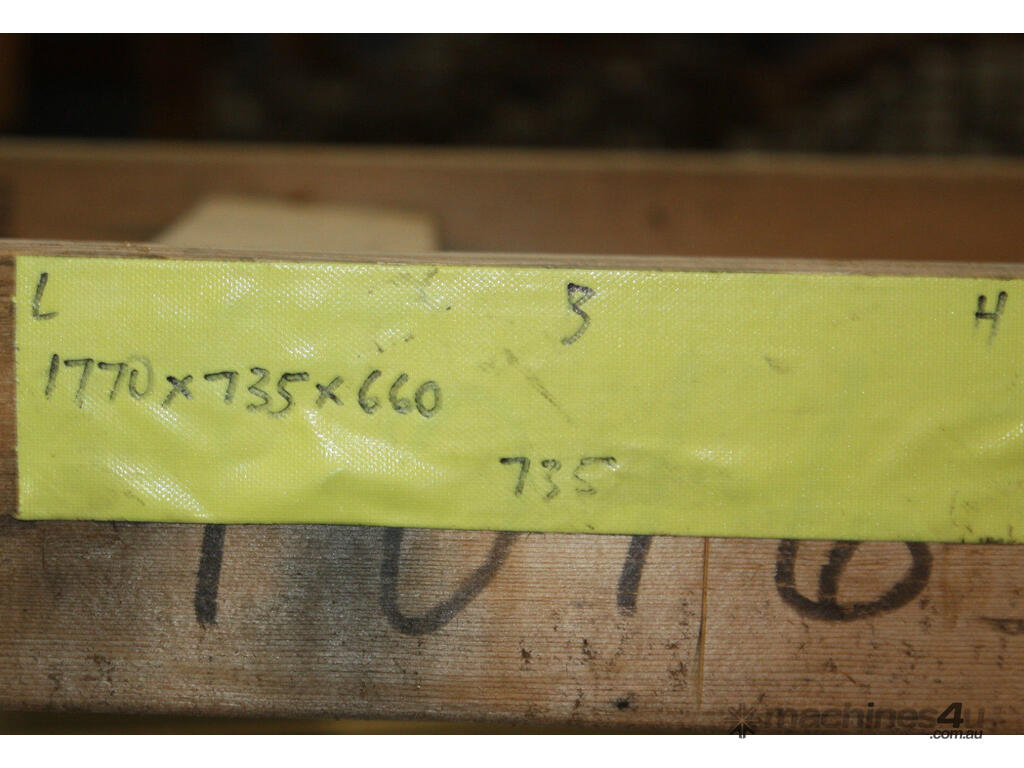 L B H
1770 x 735 x 660
735
machines4u
.com.au